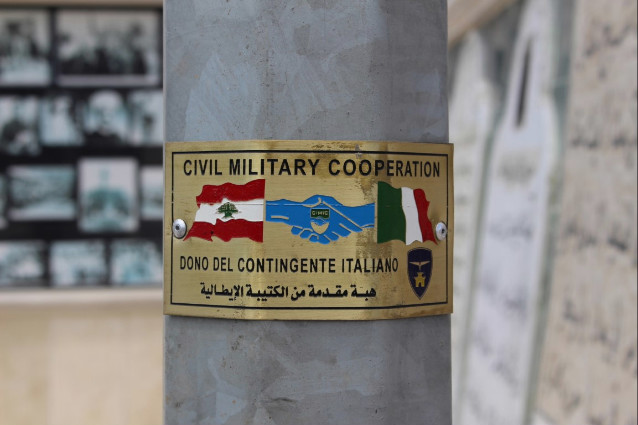 CIVIL MILITARY COOPERATION
CIMIC
DONO DEL CONTINGENTE ITALIANO
هبة مقدمة من الكتيبة الإيطالية